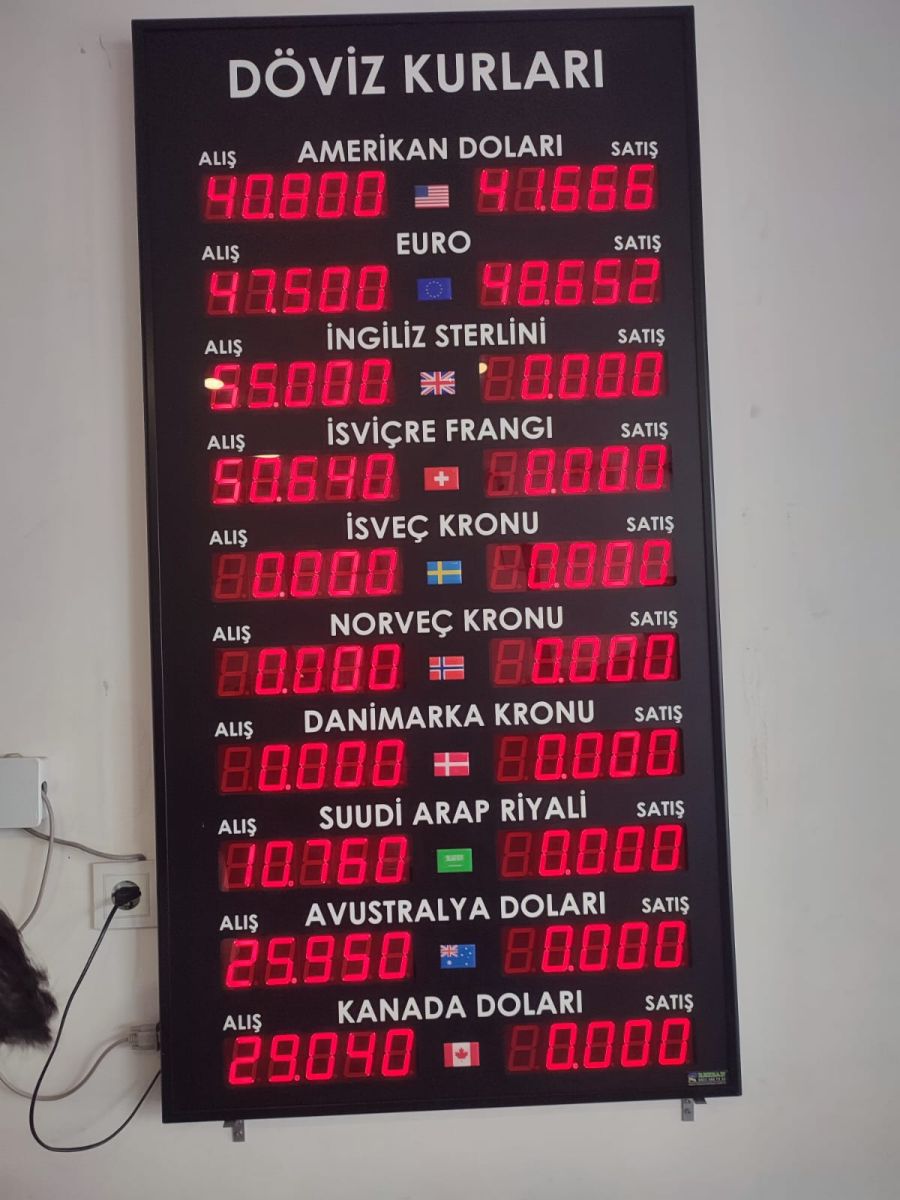 DÖVİZ KURLARI
ALIŞ AMERİKAN DOLARI SATIŞ
40.800 41.666
ALIŞ EURO SATIŞ
47.500 48.652
ALIŞ İNGİLİZ STERLİNİ SATIŞ
55.000 0.000
ALIŞ İSVİÇRE FRANGI SATIŞ
50.640 0.000
ALIŞ İSVEÇ KRONU SATIŞ
0.000 0.000
ALIŞ NORVEÇ KRONU SATIŞ
0.000 0.000
ALIŞ DANİMARKA KRONU SATIŞ
0.000 0.000
ALIŞ SUUDİ ARAP RİYALİ SATIŞ
10.760 0.000
ALIŞ AVUSTRALYA DOLARI SATIŞ
25.950 0.000
ALIŞ KANADA DOLARI SATIŞ
29.040 0.000